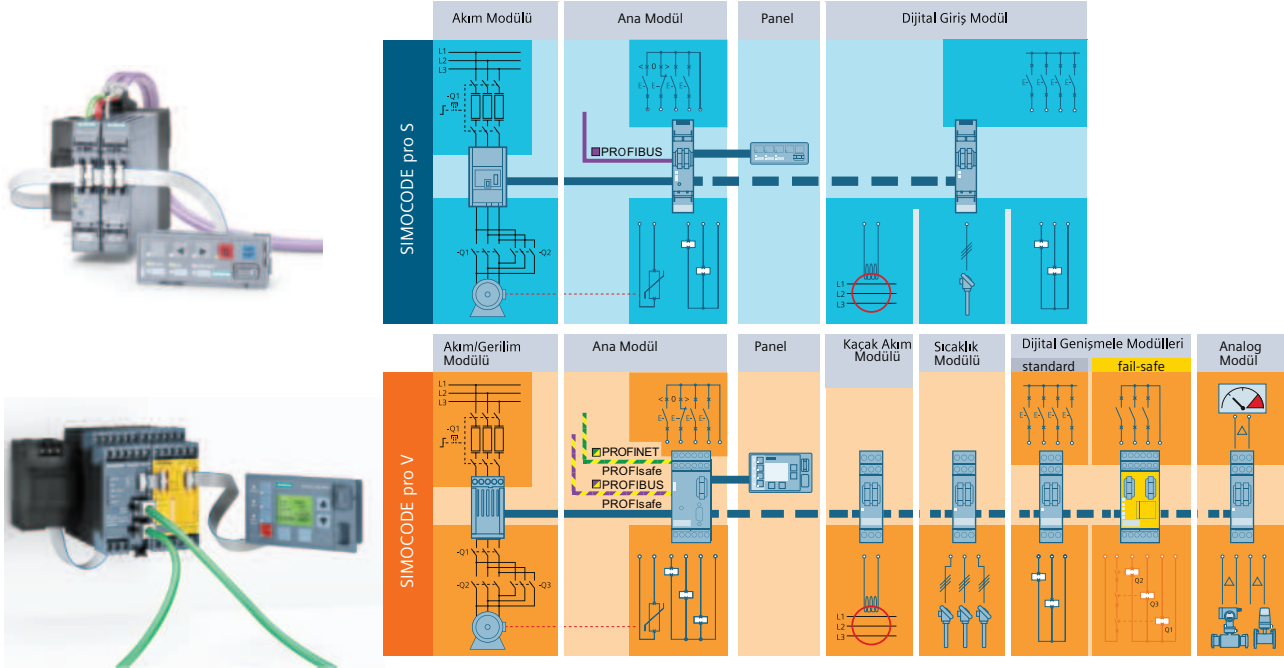 Akım Modülü
Ana Modül
Panel
Dijital Giriş Modül
SIMOCODE pro S
L1
L2
L3
-Q1
< O >
E-
E-
E-
E-
E-
E-
E-
PROFIBUS
-Q1
-Q2
L1
L2
L3
Akım/Gerilim
Modülü
Ana Modül
Panel
Kaçak Akım
Modülü
Sıcaklık
Modülü
Dijital Genişmele Modülleri
standard
fail-safe
Analog
Modül
SIMOCODE pro V
L1
L2
L3
-Q1
< O >
E-
E-
E-
E-
E-
E-
E-
PROFINET
PROFIsafe
PROFIBUS
PROFIsafe
-Q1
-Q2
-Q3
L1
L2
L3
Q2
Q3
Q1